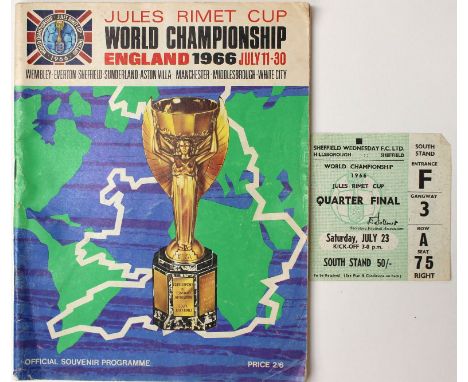 JULES RIMET CUP
WORLD CHAMPIONSHIP
ENGLAND 1966 JULY 11-30
WEMBLEY·EVERTON·SHEFFIELD·SUNDERLAND·ASTON VILLA·MANCHESTER·MIDDLESBROUGH·WHITE CITY
OFFICIAL SOUVENIR PROGRAMME
PRICE 2/6
SHEFFIELD WEDNESDAY F.C. LTD.
HILLSBOROUGH :: SHEFFIELD
WORLD CHAMPIONSHIP
1966
JULES RIMET CUP
QUARTER FINAL
Saturday, JULY 23
KICK-OFF 3-0 p.m.
SOUTH STAND 50/-
SOUTH
STAND
ENTRANCE
F
GANGWAY
3
ROW
A
SEAT
75
RIGHT